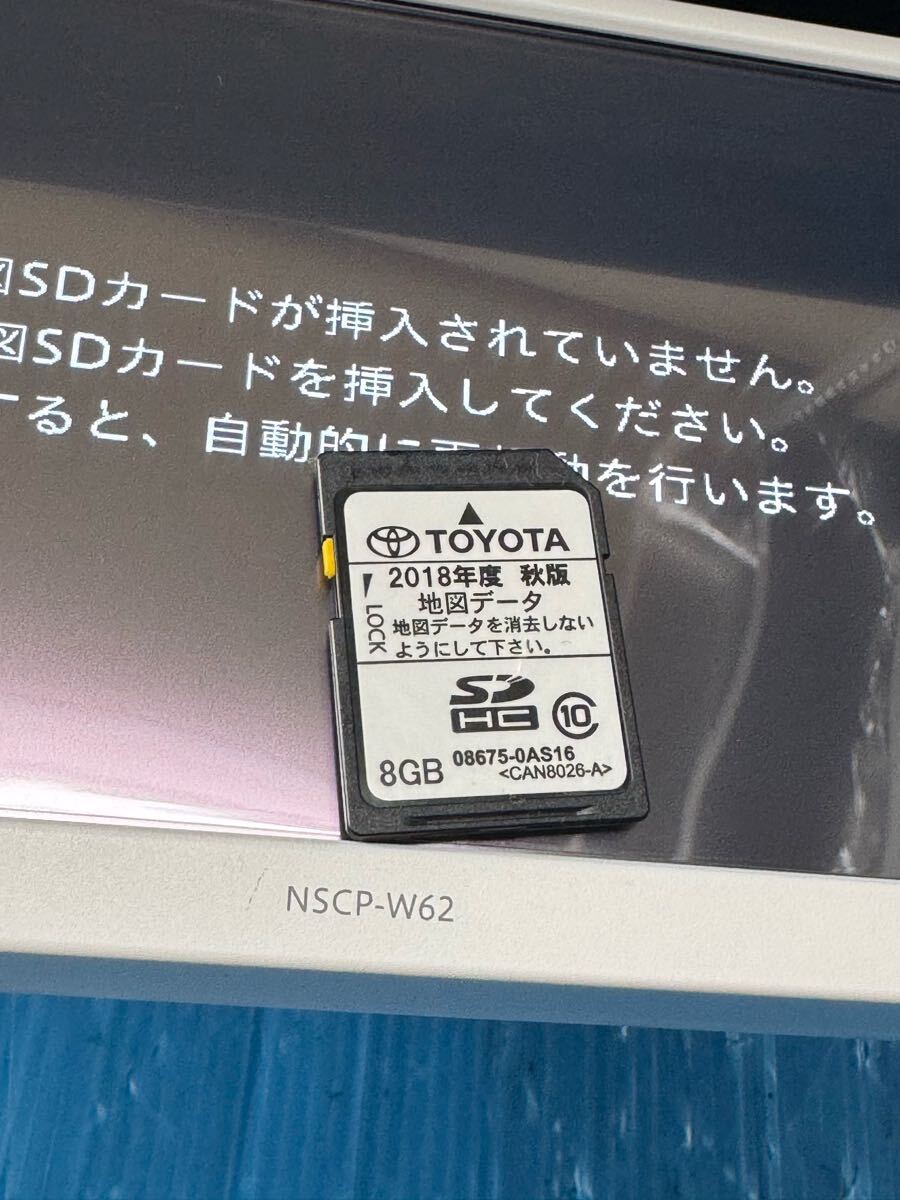 図SDカードが挿入されていません。
図SDカードを挿入してください。
すると、自動的に
動を行います。
TOYOTA
2018年度 秋版
地図データ
地図データを消去しない
ようにして下さい。
LOCK
SD
HC
10
8GB
08675-0AS16
<CAN8026-A>
NSCP-W62